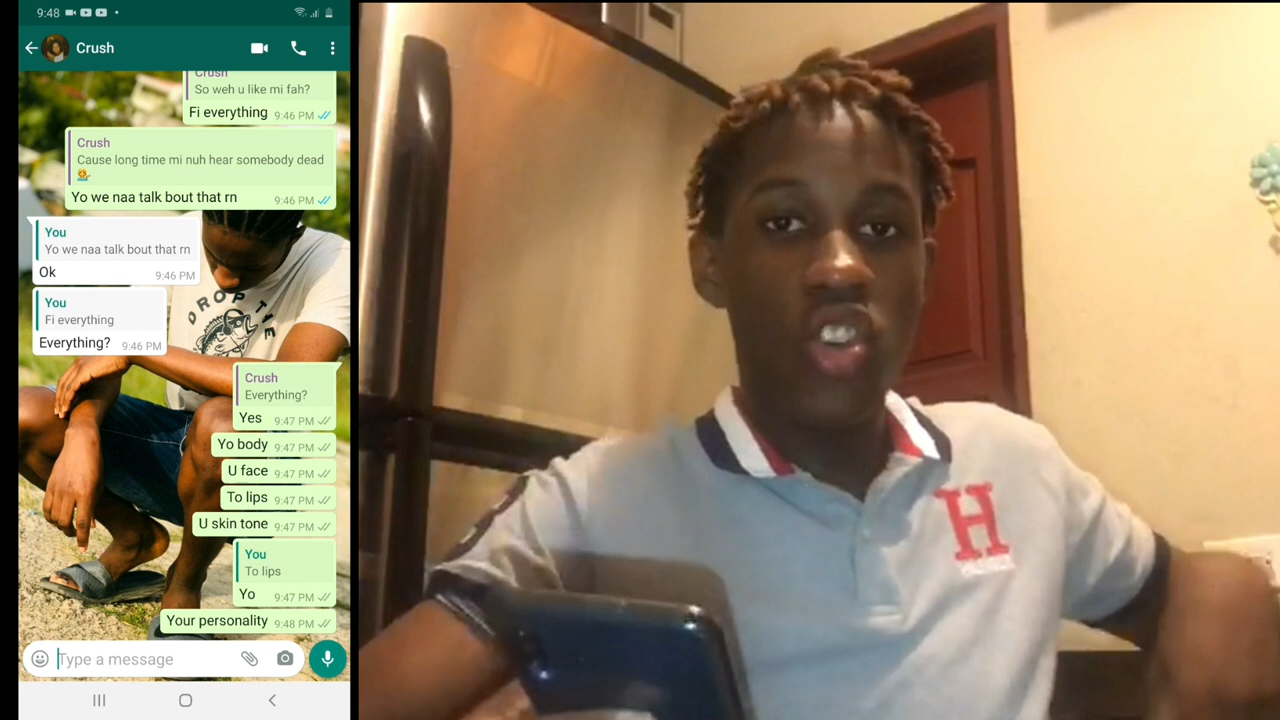 9:48
Crush
Crush
So weh u like mi fah?
Fi everything 9:46 PM
Crush
Cause long time mi nuh hear somebody dead
Yo we naa talk bout that rn 9:46 PM
You
Yo we naa talk bout that rn
Ok 9:46 PM
You
Fi everything
Everything? 9:46 PM
DROP THE
Crush
Everything?
Yes 9:47 PM
Yo body 9:47 PM
U face 9:47 PM
To lips 9:47 PM
U skin tone 9:47 PM
You
To lips
Yo 9:47 PM
Your personality 9:48 PM
Type a message
H